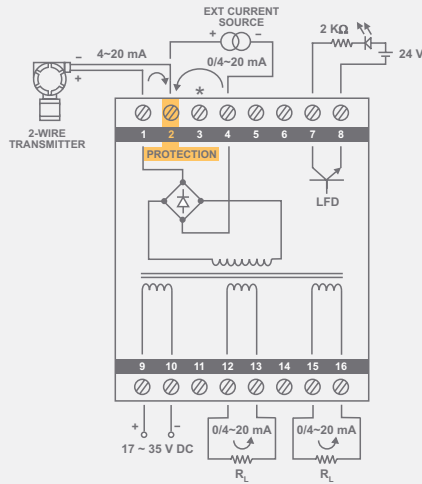 EXT CURRENT
SOURCE
+ −
4~20 mA
0/4~20 mA
2 KΩ
+
−
24 V
−
+
*
2-WIRE
TRANSMITTER
1 2 3 4 5 6 7 8
PROTECTION
LFD
9 10 11 12 13 14 15 16
+ −
17 ~ 35 V DC
0/4~20 mA
RL
0/4~20 mA
RL